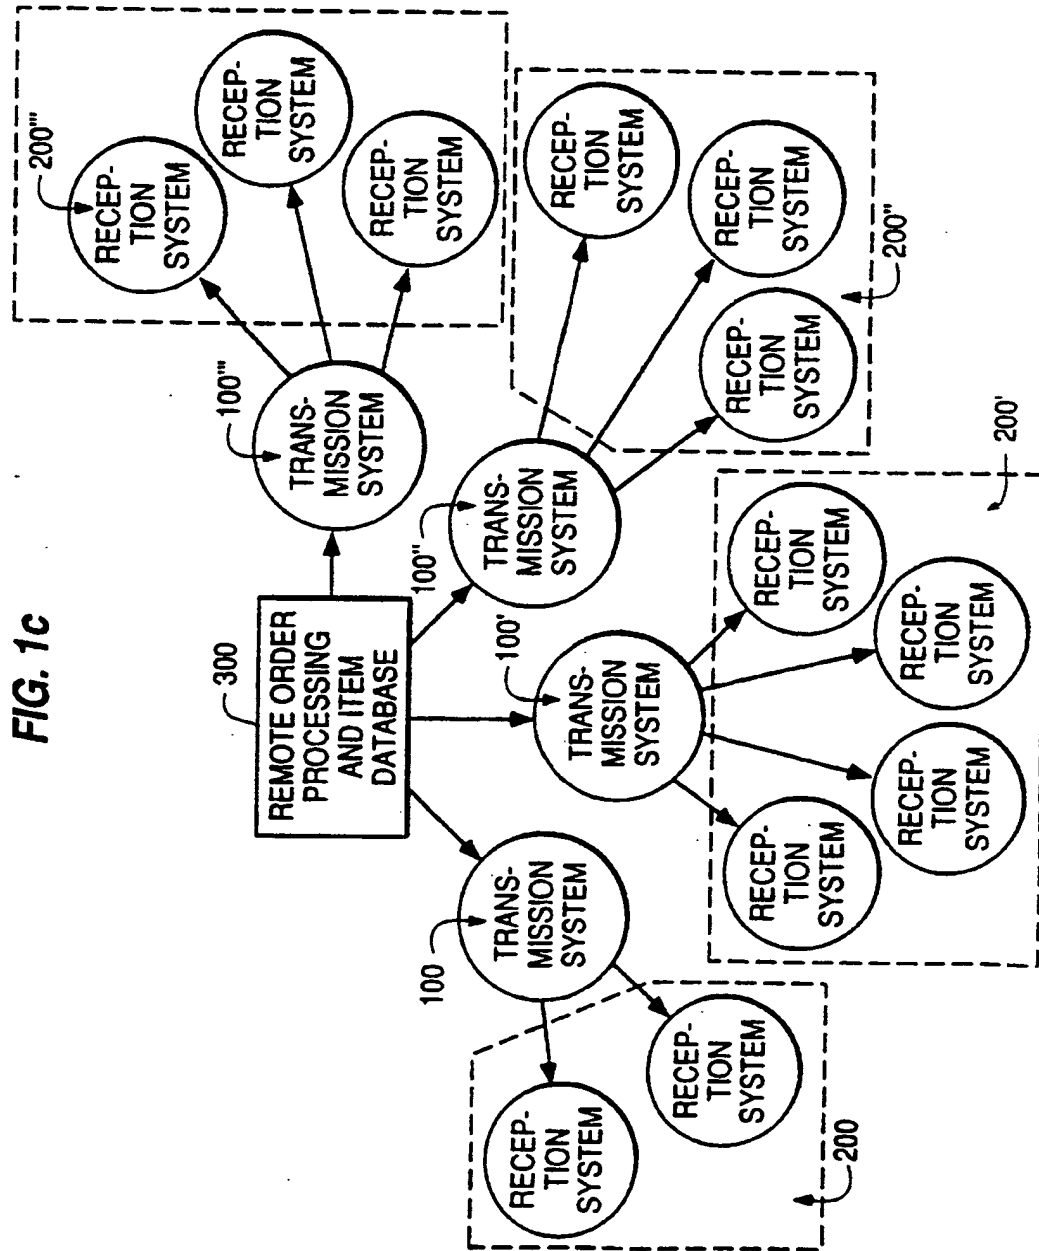 FIG. 1c
300
REMOTE ORDER
PROCESSING
AND ITEM
DATABASE
100
TRANS-
MISSION
SYSTEM
100'
TRANS-
MISSION
SYSTEM
100''
TRANS-
MISSION
SYSTEM
100'''
TRANS-
MISSION
SYSTEM
RECEP-
TION
SYSTEM
RECEP-
TION
SYSTEM
200
RECEP-
TION
SYSTEM
RECEP-
TION
SYSTEM
RECEP-
TION
SYSTEM
RECEP-
TION
SYSTEM
200'
RECEP-
TION
SYSTEM
RECEP-
TION
SYSTEM
RECEP-
TION
SYSTEM
200''
200'''
RECEP-
TION
SYSTEM
RECEP-
TION
SYSTEM
RECEP-
TION
SYSTEM